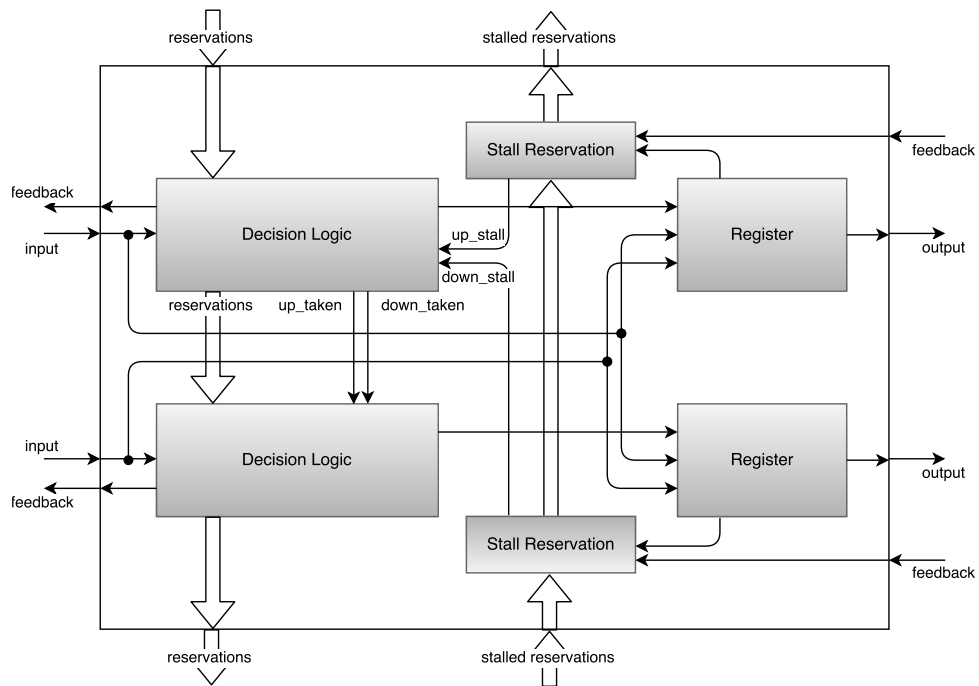 reservations
stalled reservations
Stall Reservation
feedback
feedback
Decision Logic
up_stall
Register
input
output
down_stall
reservations
up_taken
down_taken
input
Decision Logic
Register
output
feedback
Stall Reservation
feedback
reservations
stalled reservations